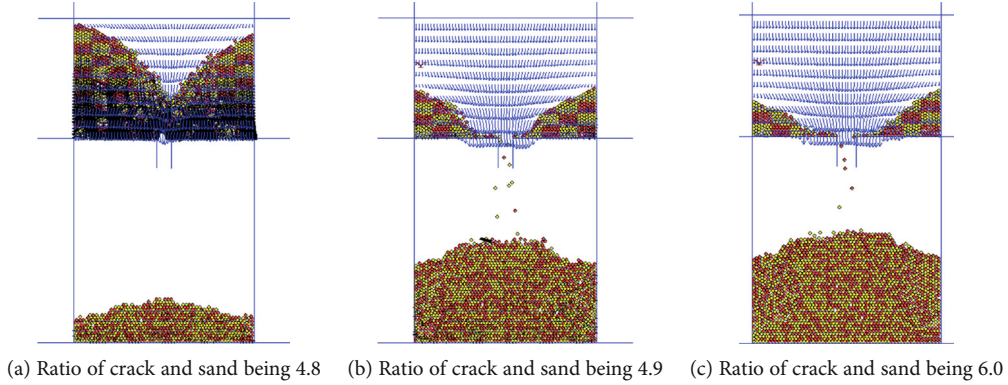 (a) Ratio of crack and sand being 4.8
(b) Ratio of crack and sand being 4.9
(c) Ratio of crack and sand being 6.0